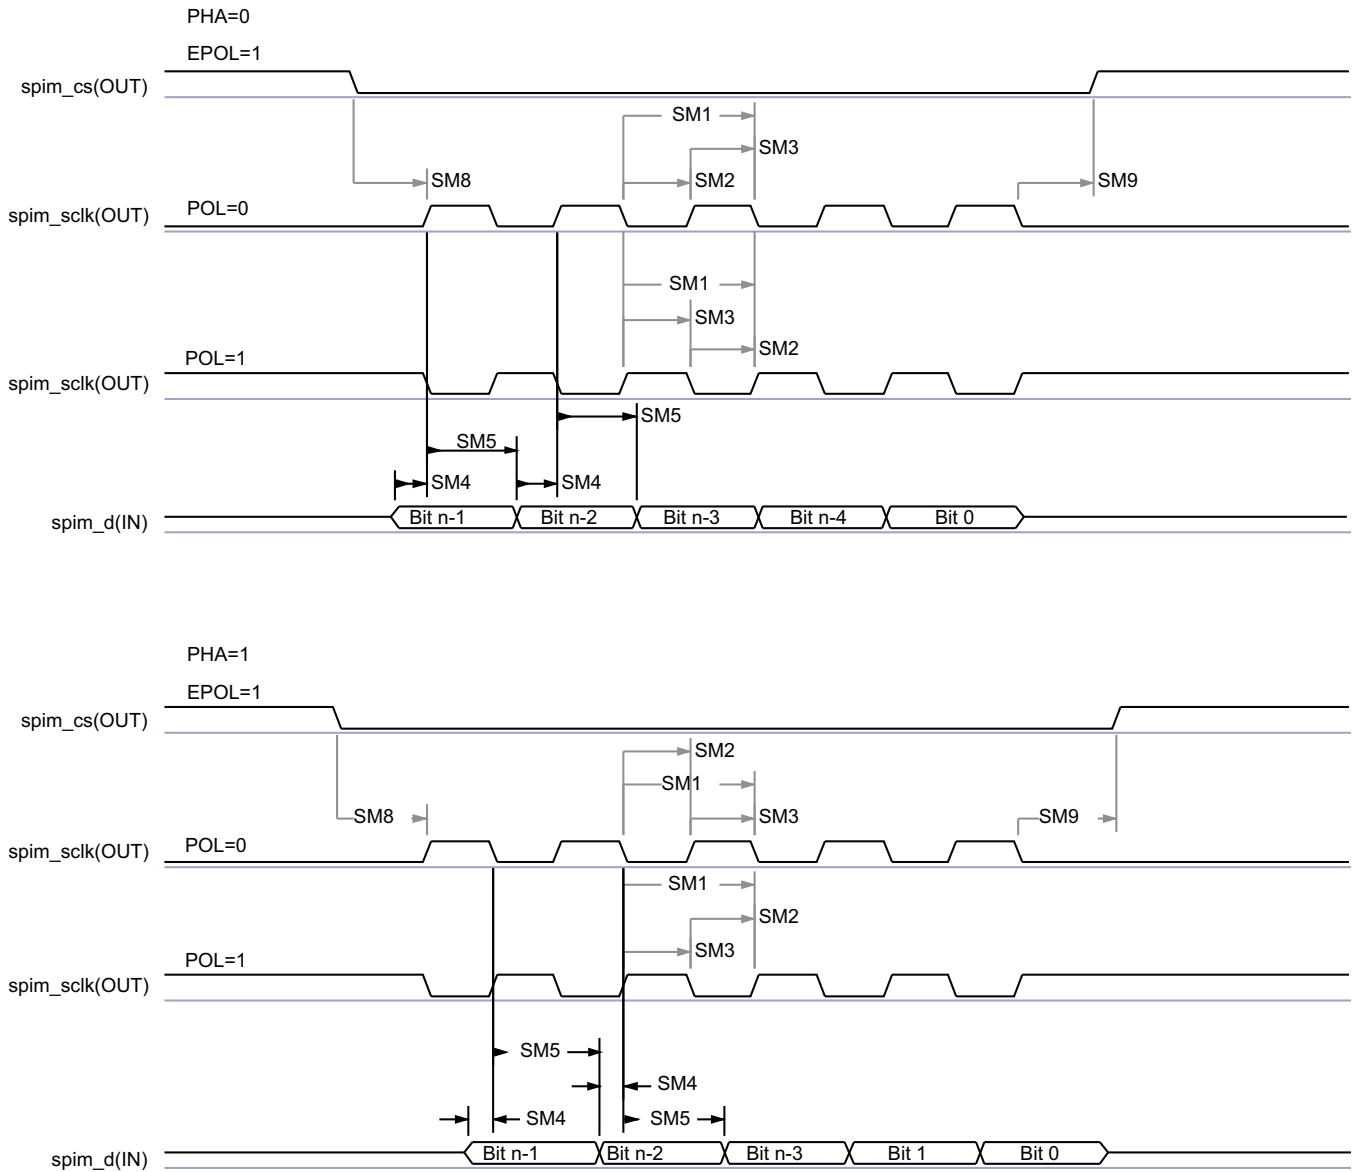 PHA=0
EPOL=1
spim_cs(OUT)
SM1
SM3
SM8 SM2 SM9
POL=0
spim_sclk(OUT)
SM1
SM3
SM2
POL=1
spim_sclk(OUT)
SM5
SM5
SM4 SM4
spim_d(IN) Bit n-1 Bit n-2 Bit n-3 Bit n-4 Bit 0
PHA=1
EPOL=1
spim_cs(OUT)
SM2
SM1
SM8 SM3 SM9
POL=0
spim_sclk(OUT)
SM1
SM2
SM3
POL=1
spim_sclk(OUT)
SM5
SM4
SM4 SM5
spim_d(IN) Bit n-1 Bit n-2 Bit n-3 Bit 1 Bit 0